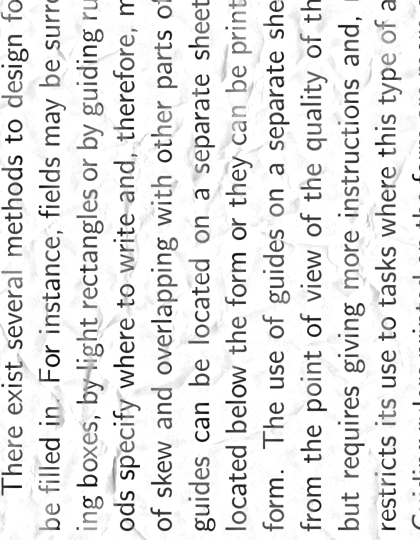 There exist several methods to design fo
be filled in. For instance, fields may be surro
ing boxes, by light rectangles or by guiding ru
ods specify where to write and, therefore, m
of skew and overlapping with other parts of
guides can be located on a separate sheet
located below the form or they can be print
form. The use of guides on a separate she
from the point of view of the quality of th
but requires giving more instructions and,
restricts its use to tasks where this type of a